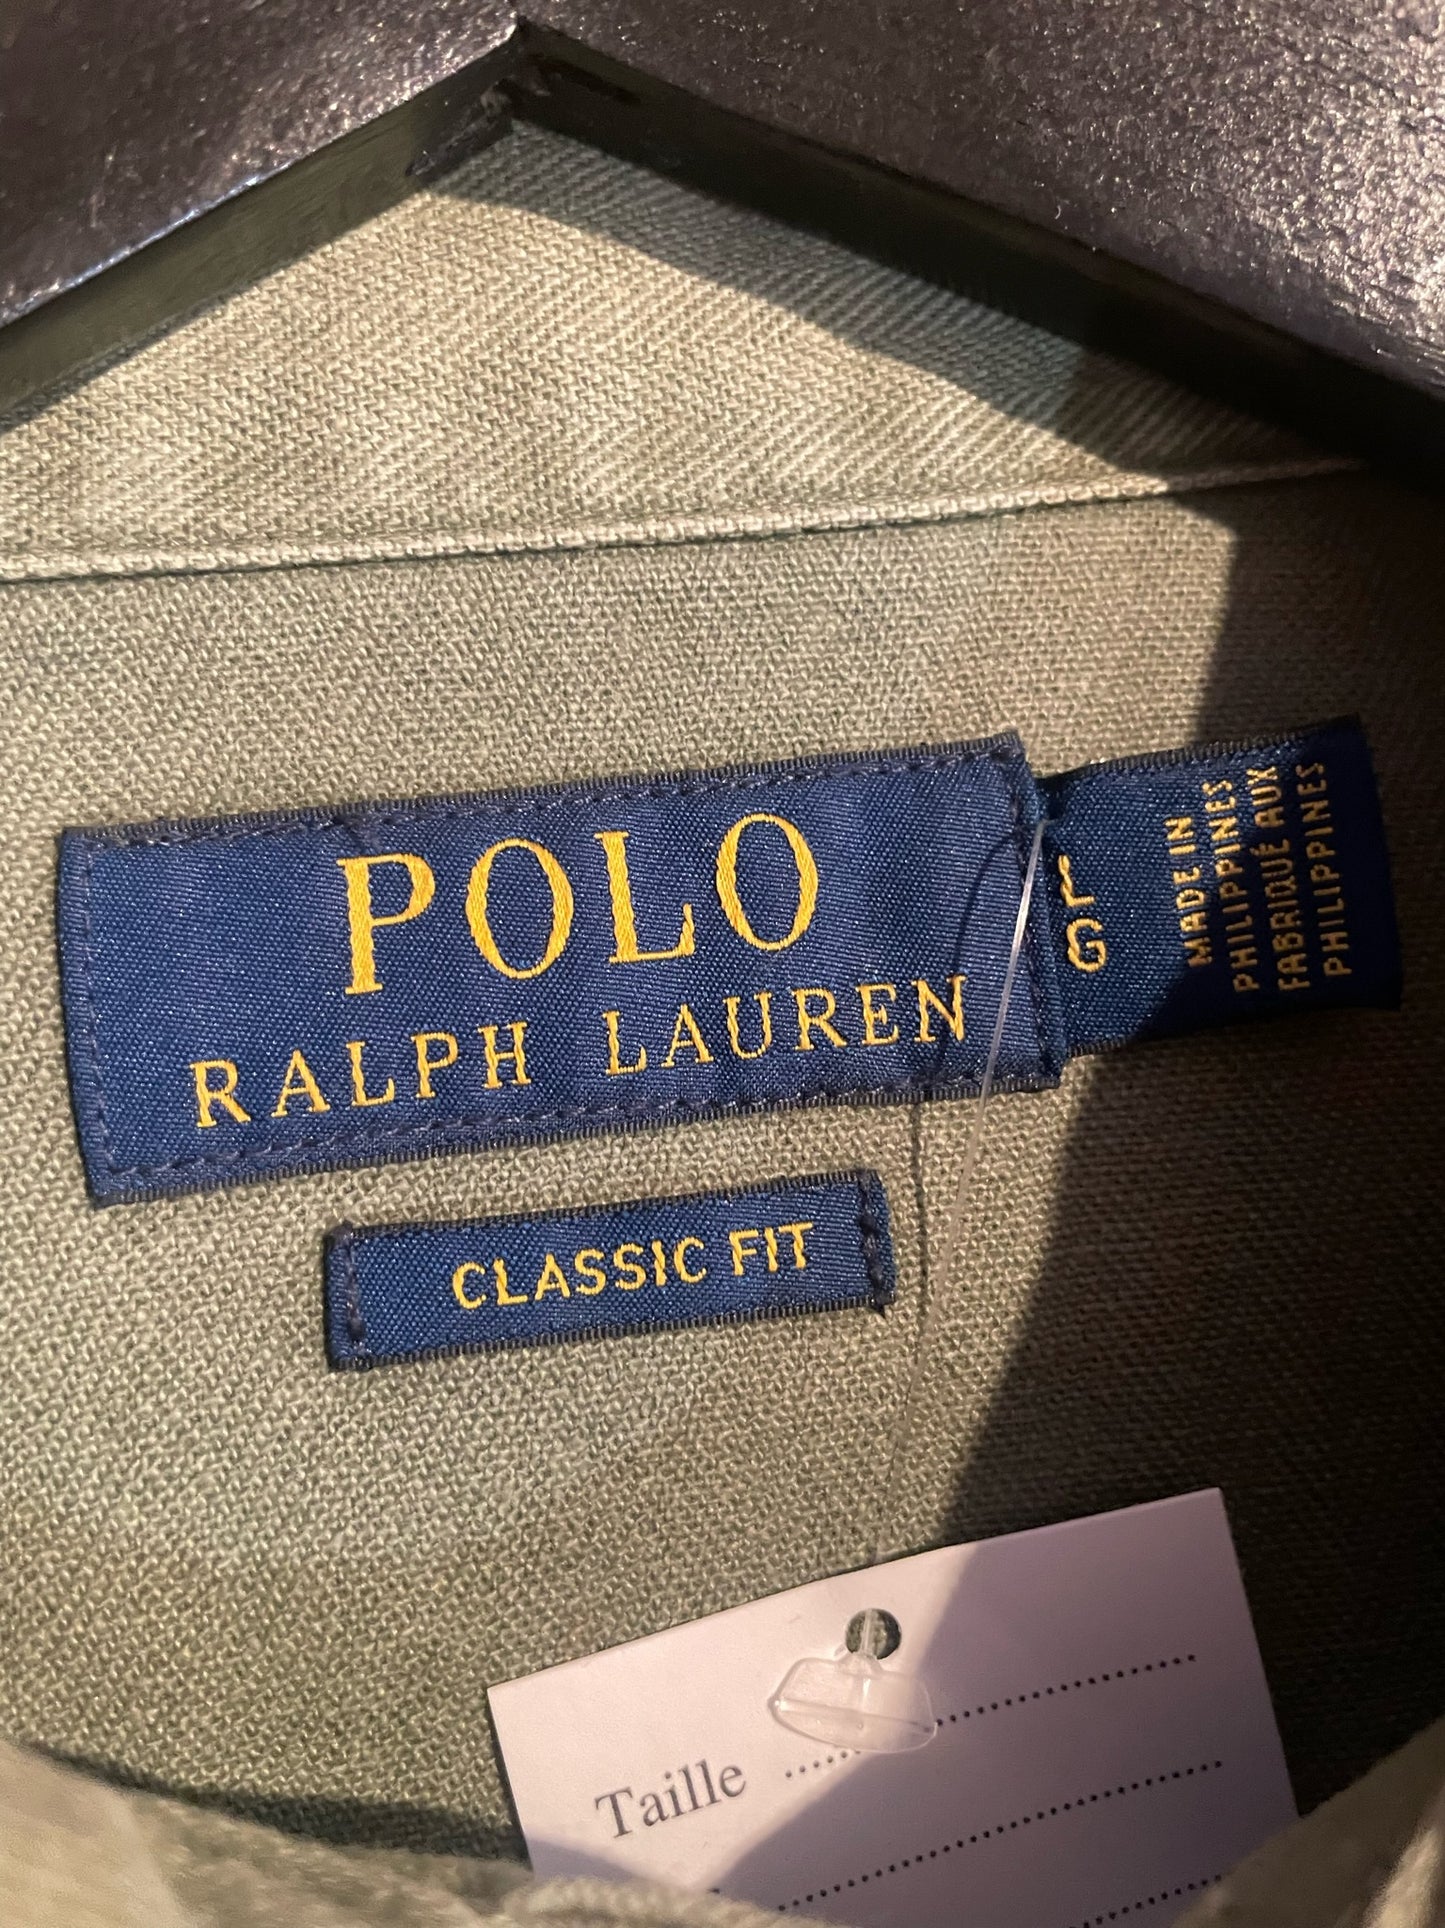 POLO
RALPH LAUREN
L
G
MADE IN
PHILIPPINES
FABRIQUÉ AUX
PHILIPPINES
CLASSIC FIT
Taille